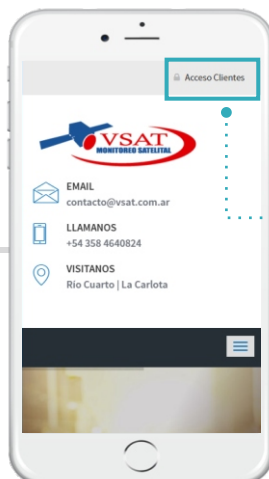 Acceso Clientes
VSAT
MONITOREO SATELITAL
EMAIL
contacto@vsat.com.ar
LLAMANOS
+54 358 4640824
VISITANOS
Río Cuarto | La Carlota